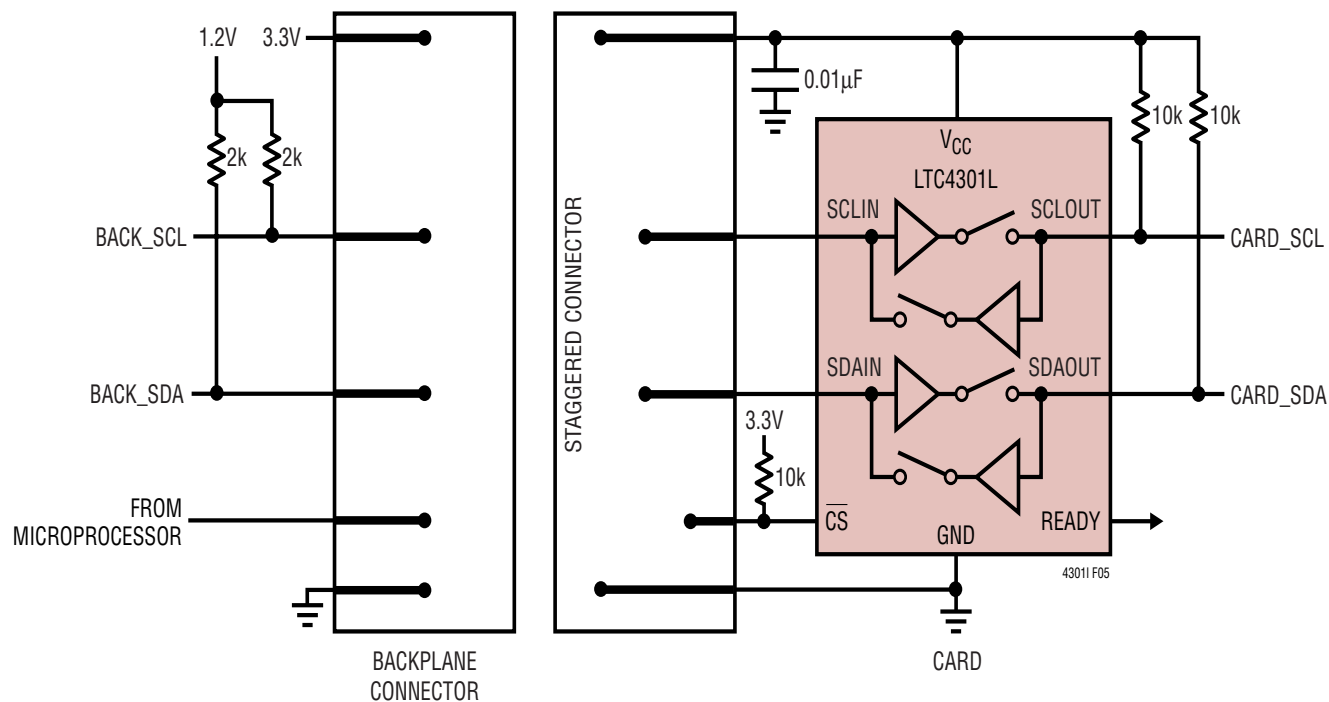 1.2V
3.3V
2k
2k
BACK_SCL
BACK_SDA
FROM
MICROPROCESSOR
BACKPLANE
CONNECTOR
STAGGERED CONNECTOR
0.01μF
10k
10k
VCC
LTC4301L
SCLIN
SCLOUT
CARD_SCL
SDAIN
SDAOUT
CARD_SDA
3.3V
10k
CS
READY
GND
4301l F05
CARD